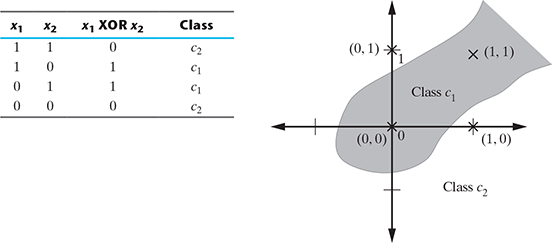 x₁ x₂ x₁ XOR x₂ Class
1 1 0 c₂
1 0 1 c₁
0 1 1 c₁
0 0 0 c₂
(0, 1)
1
(1, 1)
Class c₁
0
(0, 0)
(1, 0)
Class c₂